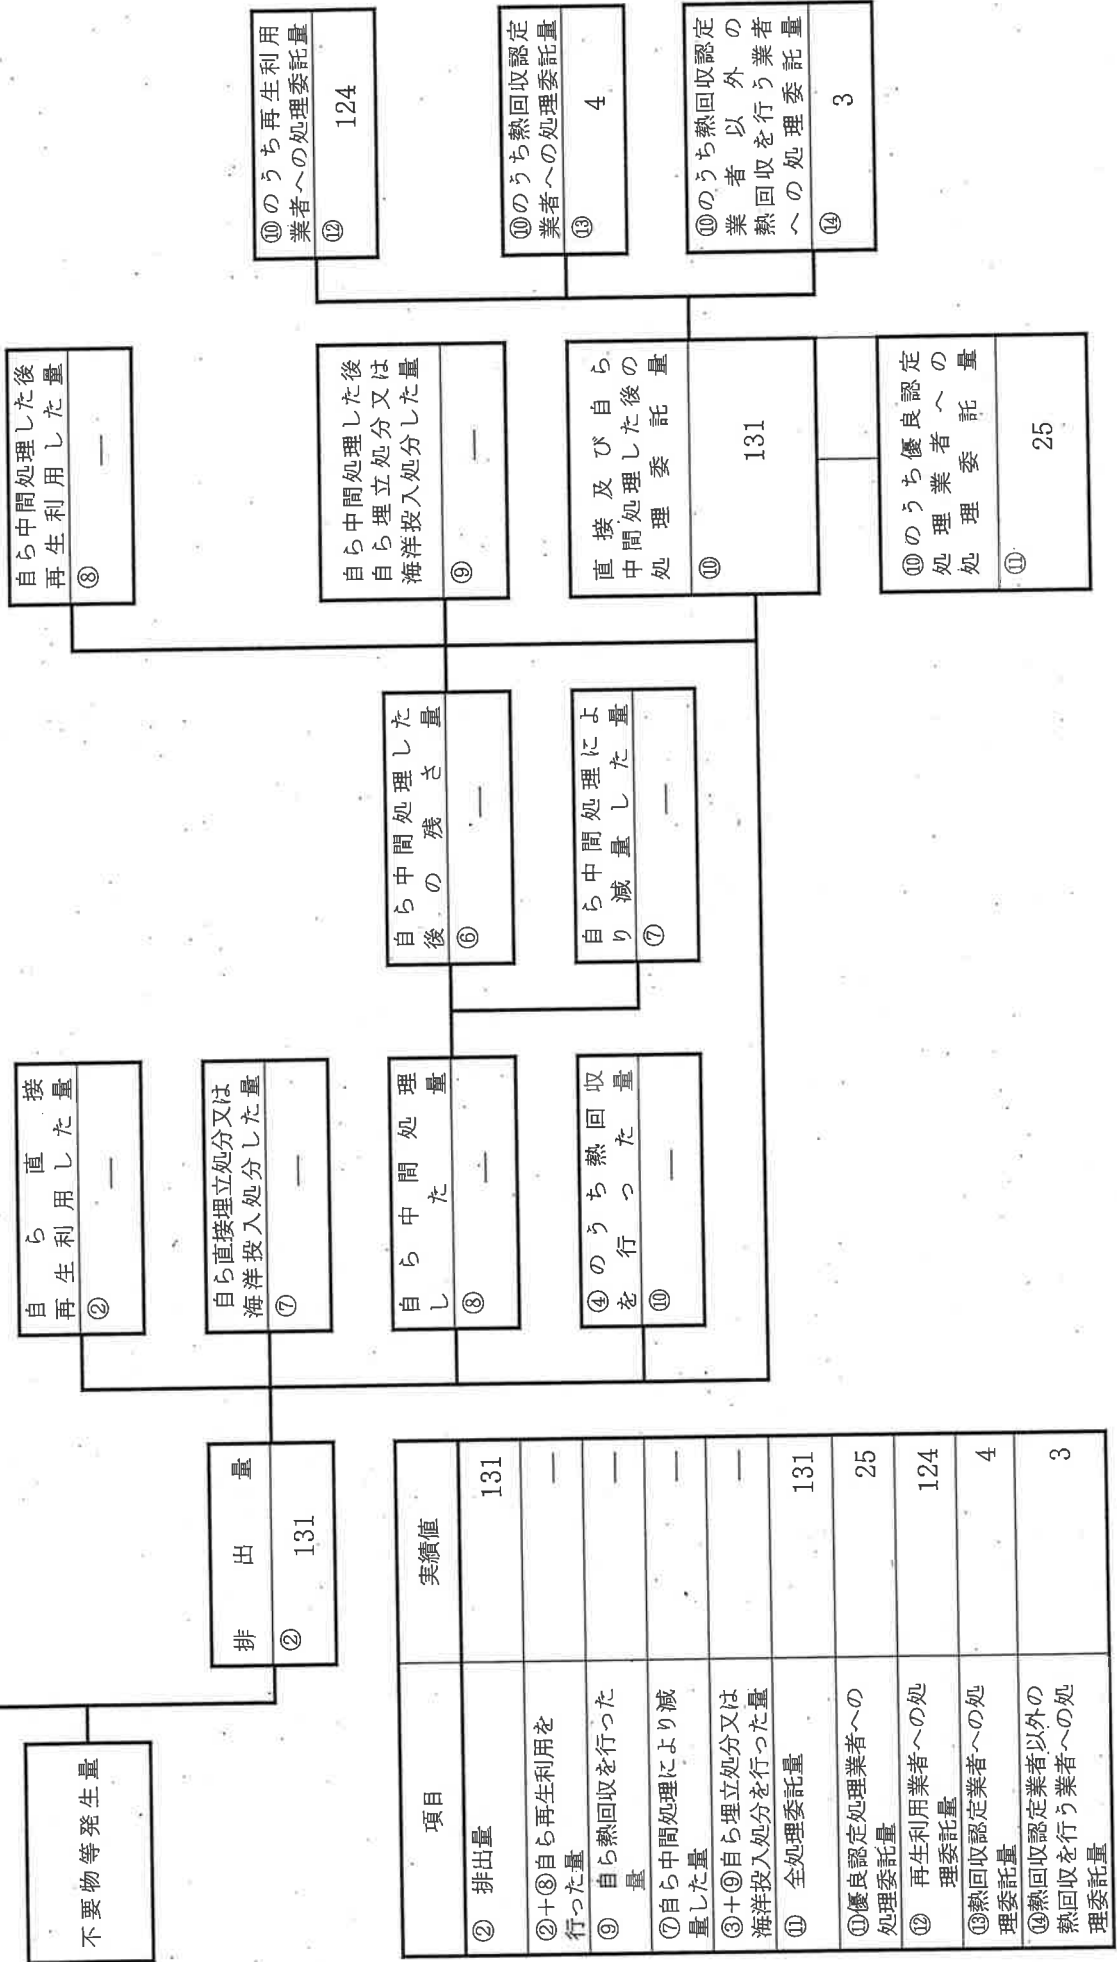 不要物等発生量
排出量
②
131
自ら直接
再生利用した量
②
—
自ら直接埋立処分又は
海洋投入処分した量
⑦
—
自ら中間処理
した量
⑧
—
④のうち熱回収
を行った量
⑩
—
自ら中間処理した
後の残さ量
⑥
—
自ら中間処理によ
り減量した量
⑦
—
自ら中間処理した後
再生利用した量
⑧
—
自ら中間処理した後
自ら埋立処分又は
海洋投入処分した量
⑨
—
直接及び自ら
中間処理した後の
処理委託量
⑩
131
⑩のうち優良認定
処理業者への
処理委託量
⑪
25
⑩のうち再生利用
業者への処理委託量
⑫
124
⑩のうち熱回収認定
業者への処理委託量
⑬
4
⑩のうち熱回収認定
業者以外の
熱回収を行う業者
への処理委託量
⑭
3
項目 実績値
② 排出量 131
②+⑧自ら再生利用を
行った量 —
⑨ 自ら熱回収を行った
量 —
⑦自ら中間処理により減
量した量 —
③+⑨自ら埋立処分又は
海洋投入処分を行った量 —
⑪ 全処理委託量 131
⑪優良認定処理業者への
処理委託量 25
⑫ 再生利用業者への処
理委託量 124
⑬熱回収認定業者への処
理委託量 4
⑭熱回収認定業者以外の
熱回収を行う業者への処
理委託量 3